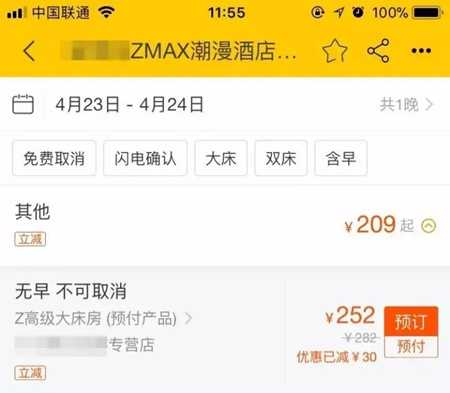 中国联通 11:55 100%
ZMAX潮漫酒店...
4月23日 - 4月24日 共1晚
免费取消 闪电确认 大床 双床 含早
其他
¥209起
立减
无早 不可取消
Z高级大床房 (预付产品)
¥252 预订
¥282
专营店
优惠已减¥30 预付
立减